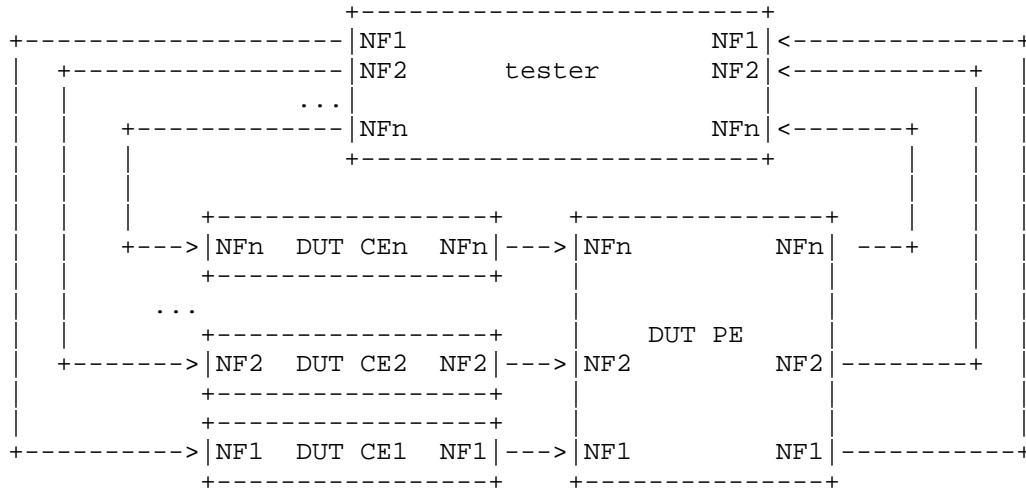 NF1 NF1
NF2 tester NF2
...
NFn NFn
NFn DUT CEn NFn NFn NFn
...
DUT PE
NF2 DUT CE2 NF2 NF2 NF2
NF1 DUT CE1 NF1 NF1 NF1